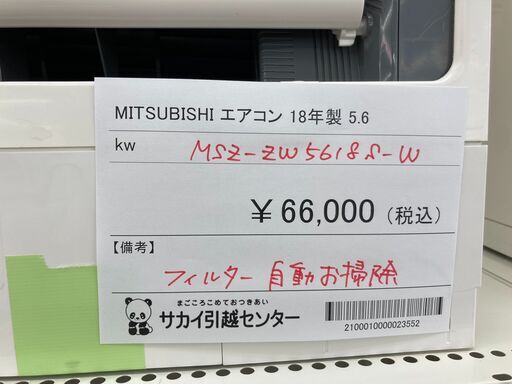 MITSUBISHI エアコン 18年製 5.6
kw MSZ-ZW5618S-W
￥66,000（税込）
【備考】
フィルター自動お掃除
まごころこめておつきあい
サカイ引越センター
2100010000023552